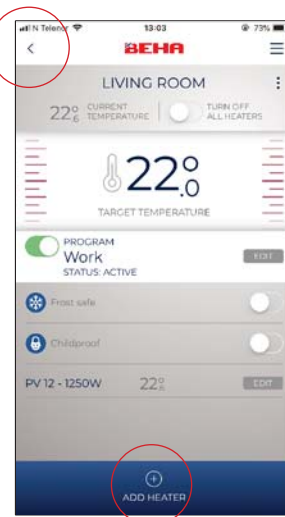 N Telenor 13:03 73%
BEHA
LIVING ROOM
22°6 CURRENT TEMPERATURE TURN OFF ALL HEATERS
22°.0
TARGET TEMPERATURE
PROGRAM
Work EDIT
STATUS: ACTIVE
Frost safe
Childproof
PV 12 - 1250W 22° EDIT
ADD HEATER